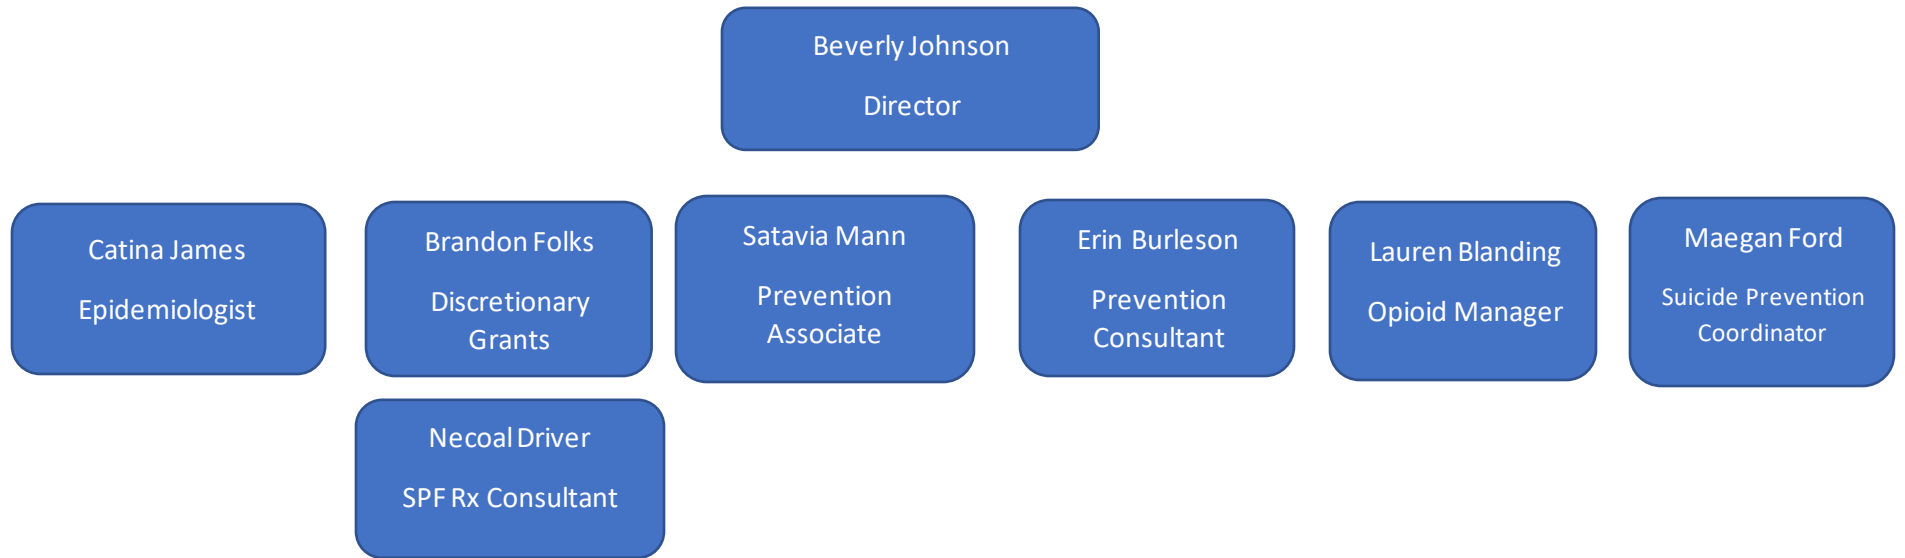 Beverly Johnson
Director
Catina James
Epidemiologist
Brandon Folks
Discretionary
Grants
Satavia Mann
Prevention
Associate
Erin Burleson
Prevention
Consultant
Lauren Blanding
Opioid Manager
Maegan Ford
Suicide Prevention
Coordinator
Necoal Driver
SPF Rx Consultant